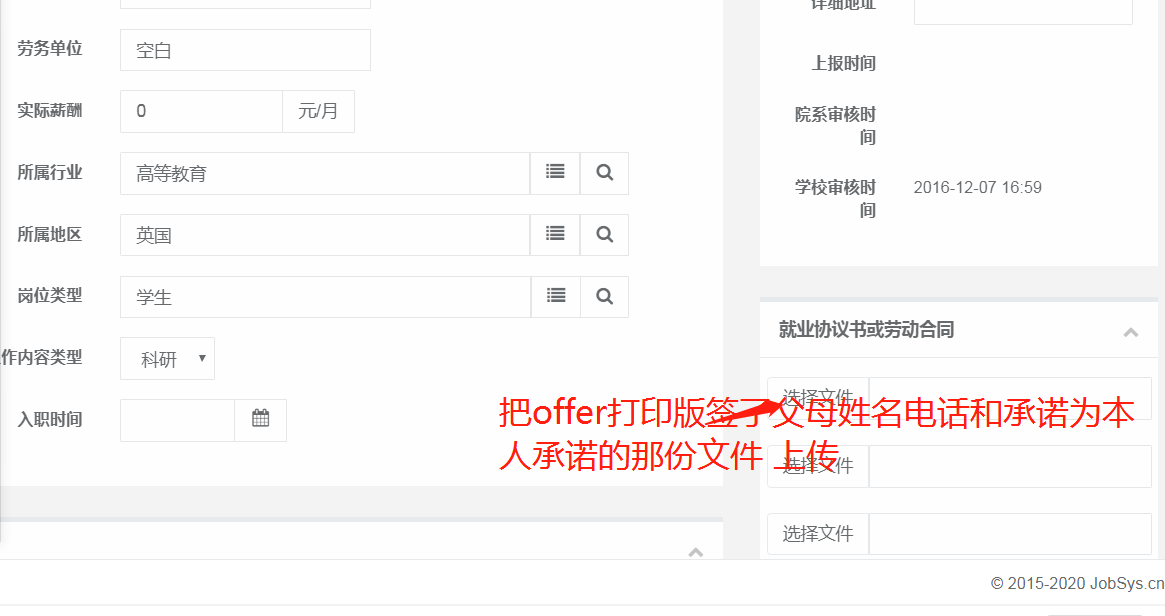 劳务单位 空白
实际薪酬 0 元/月
所属行业 高等教育
所属地区 英国
岗位类型 学生
作内容类型 科研
入职时间
详细地址
上报时间
院系审核时
间
学校审核时 2016-12-07 16:59
间
就业协议书或劳动合同
选择文件
把offer打印版签了父母姓名电话和承诺为本
人承诺的那份文件 上传
选择文件
选择文件
© 2015-2020 JobSys.cn